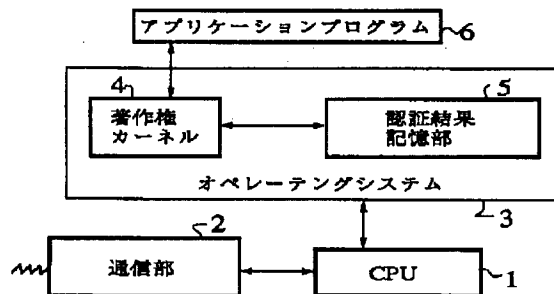 アプリケーションプログラム
6
4
5
著作権
カーネル
認証結果
記憶部
オペレーテングシステム
3
2
通信部
CPU
1